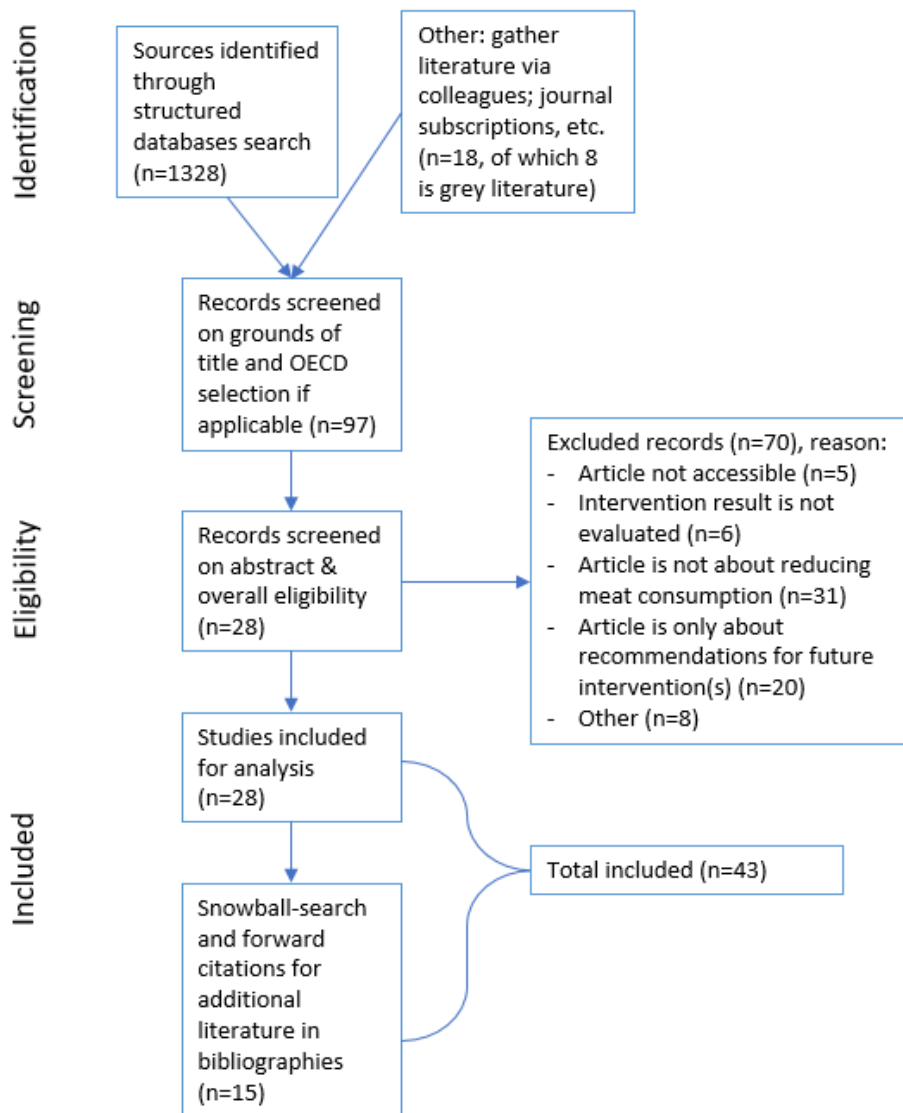 Identification
Sources identified
through
structured
databases search
(n=1328)
Other: gather
literature via
colleagues; journal
subscriptions, etc.
(n=18, of which 8
is grey literature)
Screening
Records screened
on grounds of
title and OECD
selection if
applicable (n=97)
Eligibility
Records screened
on abstract &
overall eligibility
(n=28)
Excluded records (n=70), reason:
- Article not accessible (n=5)
- Intervention result is not
evaluated (n=6)
- Article is not about reducing
meat consumption (n=31)
- Article is only about
recommendations for future
intervention(s) (n=20)
- Other (n=8)
Included
Studies included
for analysis
(n=28)
Total included (n=43)
Snowball-search
and forward
citations for
additional
literature in
bibliographies
(n=15)